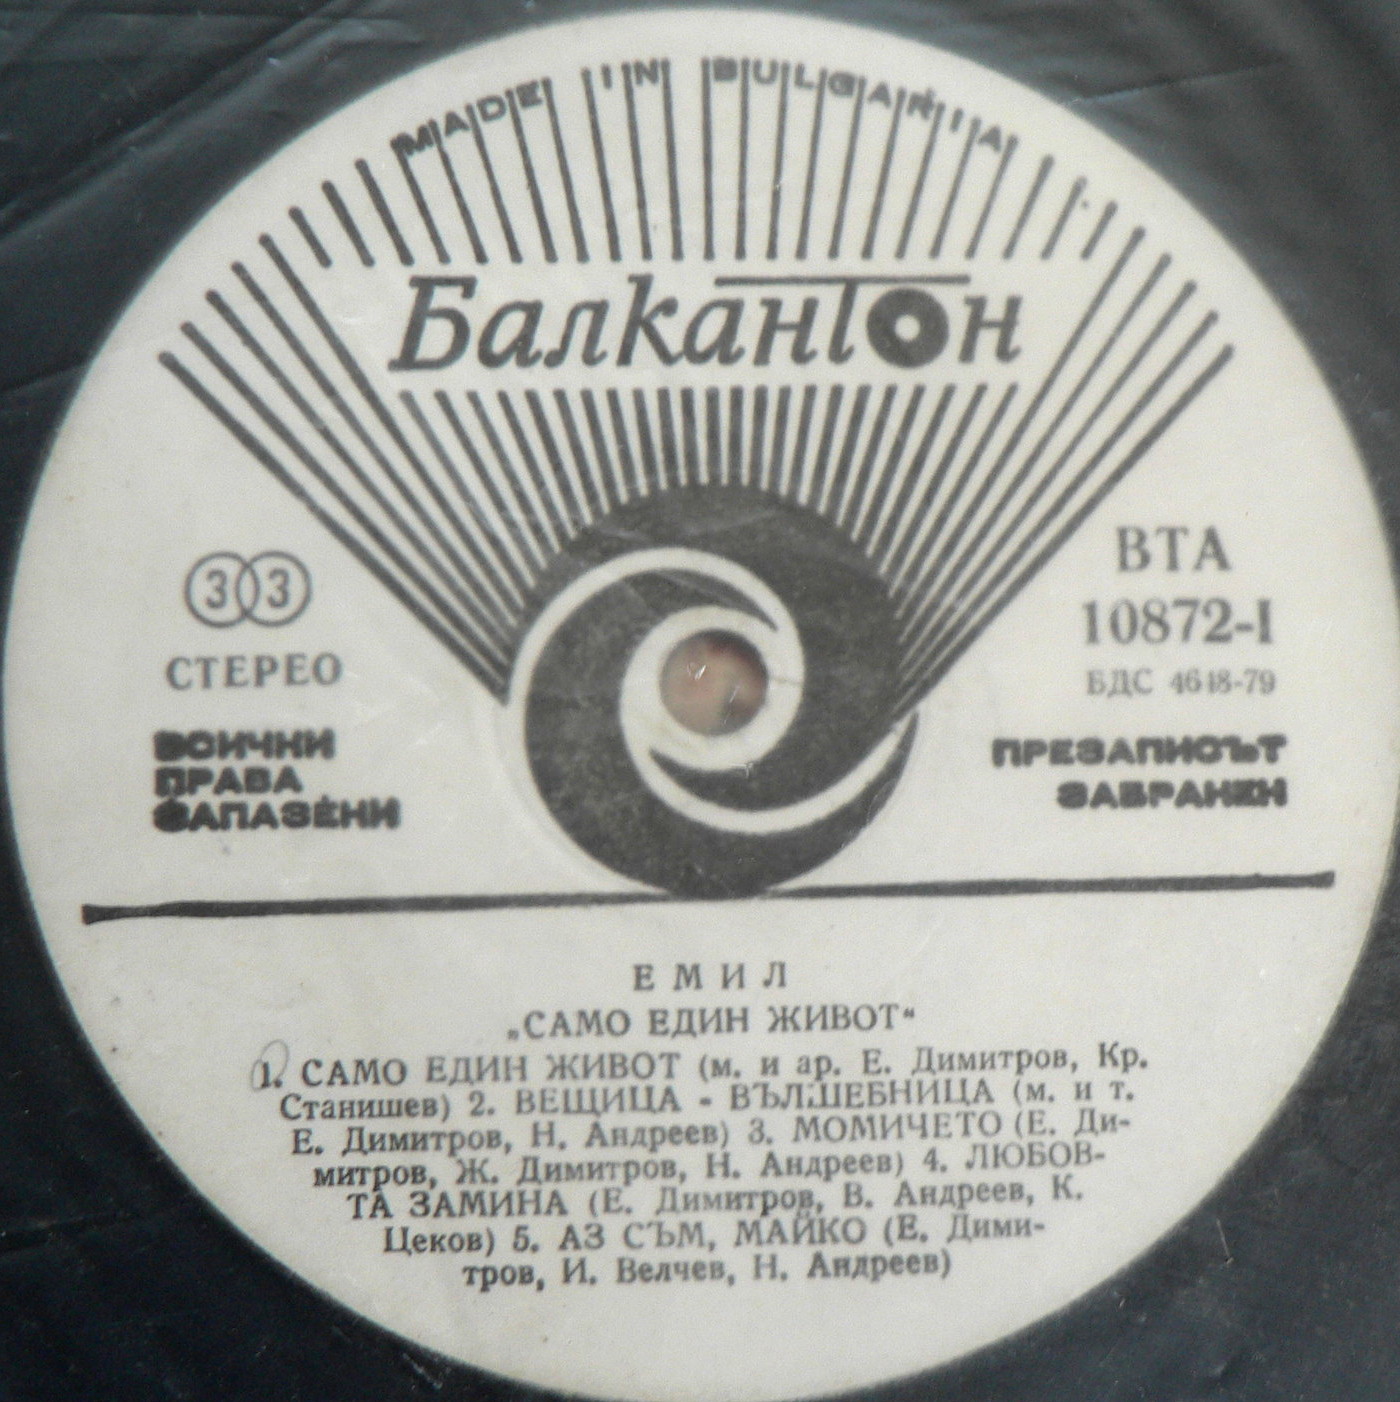 MADE IN BULGARIA
Балкантон
33
СТЕРЕО
ВСИЧКИ
ПРАВА
ЗАПАЗЕНИ
ВТА
10872-I
БДС 4648-79
ПРЕЗАПИСЪТ
ЗАБРАНЕН
ЕМИЛ
„САМО ЕДИН ЖИВОТ“
1. САМО ЕДИН ЖИВОТ (м. и ар. Е. Димитров, Кр.
Станишев) 2. ВЕЩИЦА - ВЪЛШЕБНИЦА (м. и т.
Е. Димитров, Н. Андреев) 3. МОМИЧЕТО (Е. Ди-
митров, Ж. Димитров, Н. Андреев) 4. ЛЮБОВ-
ТА ЗАМИНА (Е. Димитров, В. Андреев, К.
Цеков) 5. АЗ СЪМ, МАЙКО (Е. Дими-
тров, И. Велчев, Н. Андреев)